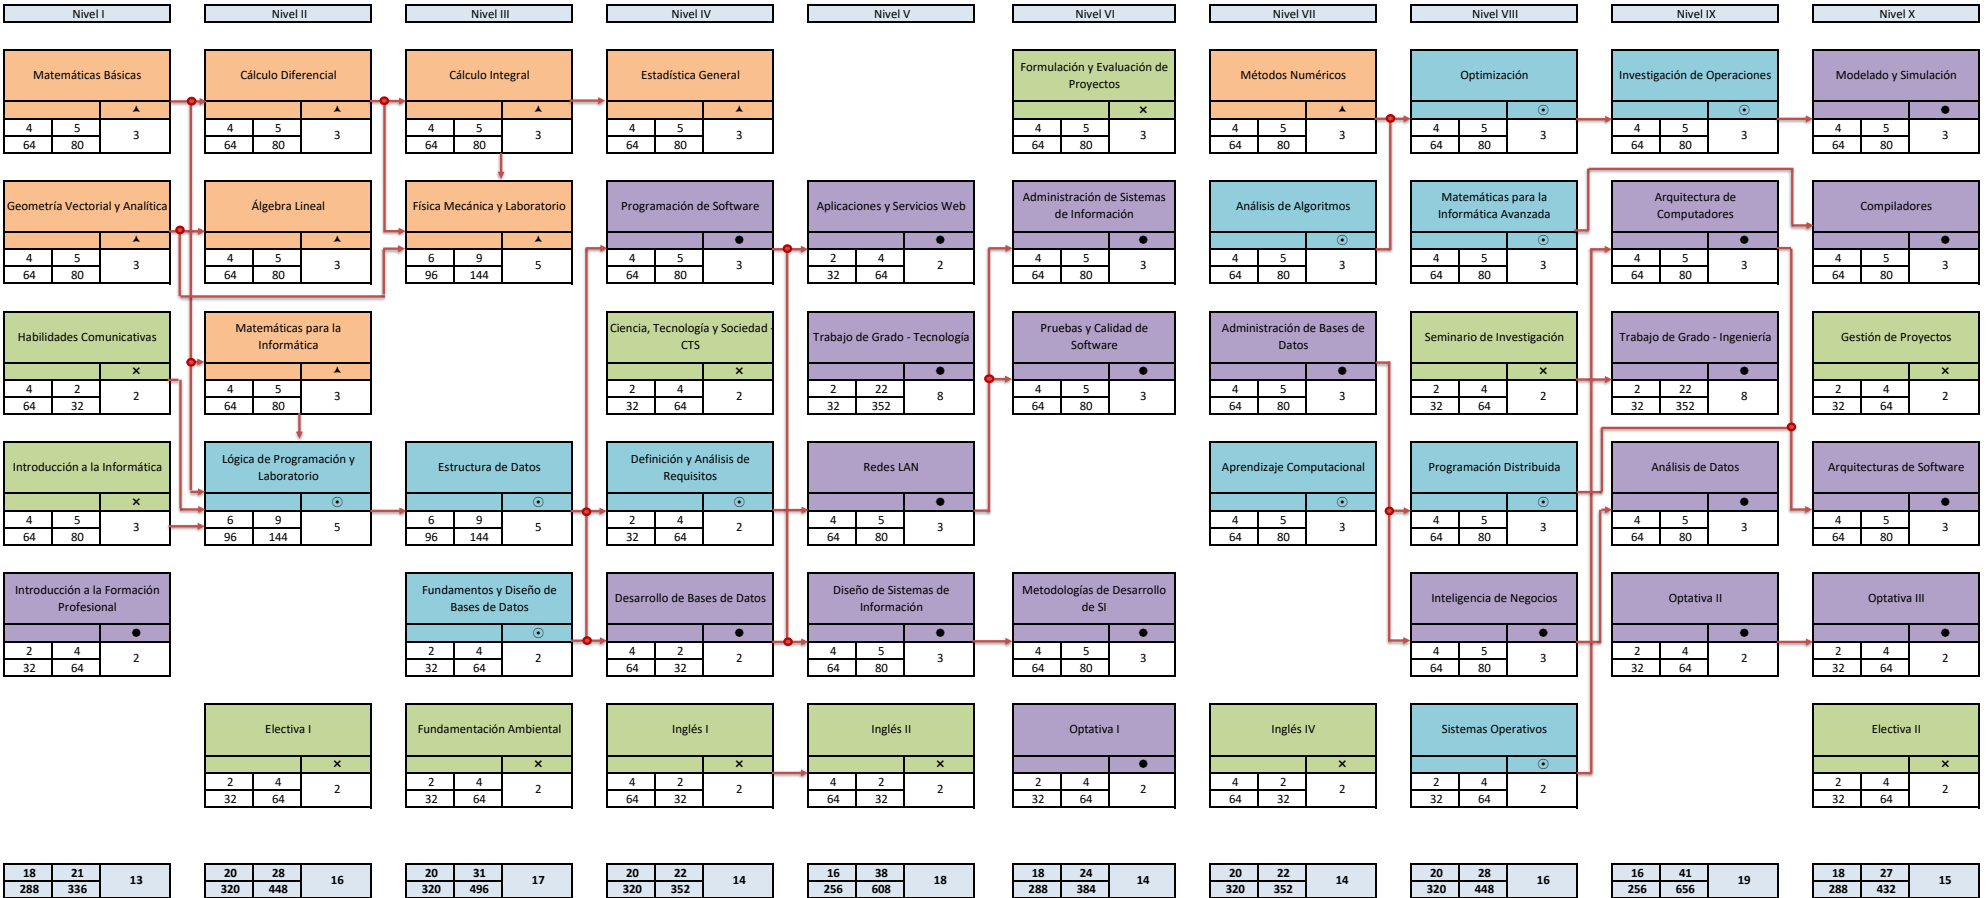 Nivel I Nivel II Nivel III Nivel IV Nivel V Nivel VI Nivel VII Nivel VIII Nivel IX Nivel X
Matemáticas Básicas
4 5 3
64 80
Cálculo Diferencial
4 5 3
64 80
Cálculo Integral
4 5 3
64 80
Estadística General
4 5 3
64 80
Formulación y Evaluación de
Proyectos
×
4 5 3
64 80
Métodos Numéricos
4 5 3
64 80
Optimización
4 5 3
64 80
Investigación de Operaciones
4 5 3
64 80
Modelado y Simulación
4 5 3
64 80
Geometría Vectorial y Analítica
4 5 3
64 80
Álgebra Lineal
4 5 3
64 80
Física Mecánica y Laboratorio
6 9 5
96 144
Programación de Software
4 5 3
64 80
Aplicaciones y Servicios Web
2 4 2
32 64
Administración de Sistemas
de Información
4 5 3
64 80
Análisis de Algoritmos
4 5 3
64 80
Matemáticas para la
Informática Avanzada
4 5 3
64 80
Arquitectura de
Computadores
4 5 3
64 80
Compiladores
4 5 3
64 80
Habilidades Comunicativas
×
4 2 2
64 32
Matemáticas para la
Informática
4 5 3
64 80
Ciencia, Tecnología y Sociedad -
CTS
×
2 4 2
32 64
Trabajo de Grado - Tecnología
2 22 8
32 352
Pruebas y Calidad de
Software
4 5 3
64 80
Administración de Bases de
Datos
4 5 3
64 80
Seminario de Investigación
×
2 4 2
32 64
Trabajo de Grado - Ingeniería
2 22 8
32 352
Gestión de Proyectos
×
2 4 2
32 64
Introducción a la Informática
×
4 5 3
64 80
Lógica de Programación y
Laboratorio
6 9 5
96 144
Estructura de Datos
6 9 5
96 144
Definición y Análisis de
Requisitos
2 4 2
32 64
Redes LAN
4 5 3
64 80
Aprendizaje Computacional
4 5 3
64 80
Programación Distribuida
4 5 3
64 80
Análisis de Datos
4 5 3
64 80
Arquitecturas de Software
4 5 3
64 80
Introducción a la Formación
Profesional
2 4 2
32 64
Fundamentos y Diseño de
Bases de Datos
2 4 2
32 64
Desarrollo de Bases de Datos
4 2 2
64 32
Diseño de Sistemas de
Información
4 5 3
64 80
Metodologías de Desarrollo
de SI
4 5 3
64 80
Inteligencia de Negocios
4 5 3
64 80
Optativa II
2 4 2
32 64
Optativa III
2 4 2
32 64
Electiva I
×
2 4 2
32 64
Fundamentación Ambiental
×
2 4 2
32 64
Inglés I
×
4 2 2
64 32
Inglés II
×
4 2 2
64 32
Optativa I
2 4 2
32 64
Inglés IV
×
4 2 2
64 32
Sistemas Operativos
2 4 2
32 64
Electiva II
×
2 4 2
32 64
18 21 13
288 336
20 28 16
320 448
20 31 17
320 496
20 22 14
320 352
16 38 18
256 608
18 24 14
288 384
20 22 14
320 352
20 28 16
320 448
16 41 19
256 656
18 27 15
288 432